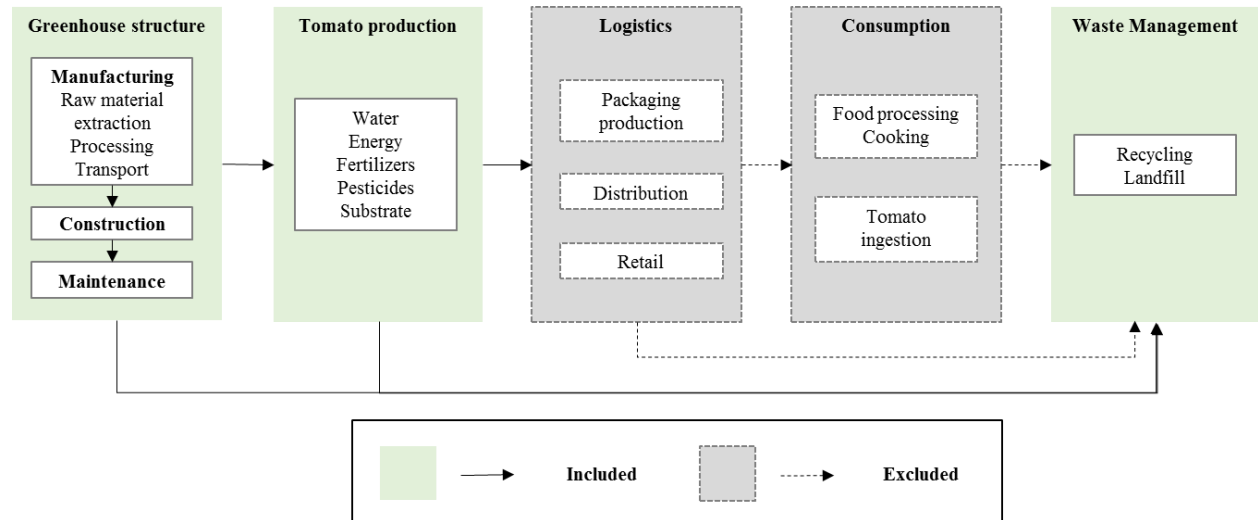 Greenhouse structure
Manufacturing
Raw material
extraction
Processing
Transport
Construction
Maintenance
Tomato production
Water
Energy
Fertilizers
Pesticides
Substrate
Logistics
Packaging
production
Distribution
Retail
Consumption
Food processing
Cooking
Tomato
ingestion
Waste Management
Recycling
Landfill
Included
Excluded